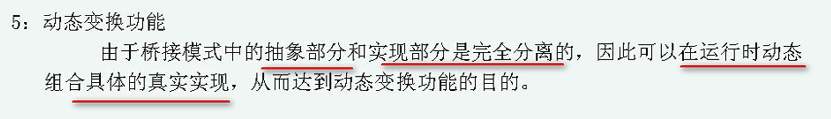 5：动态变换功能
由于桥接模式中的抽象部分和实现部分是完全分离的，因此可以在运行时动态
组合具体的真实实现，从而达到动态变换功能的目的。